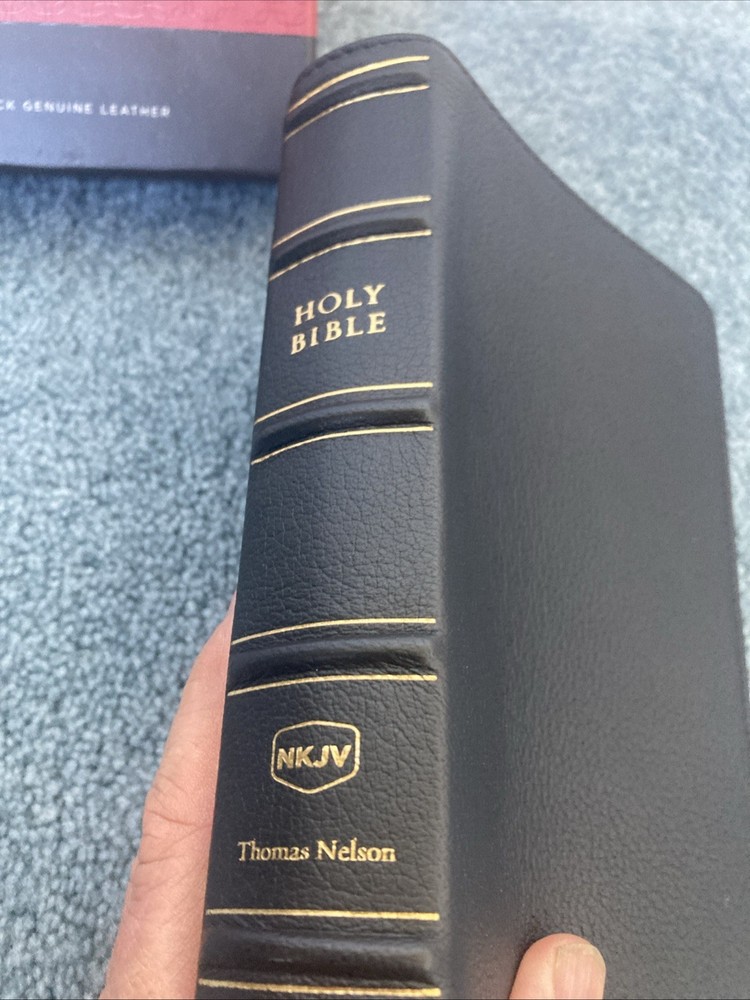 GENUINE LEATHER
HOLY
BIBLE
NKJV
Thomas Nelson